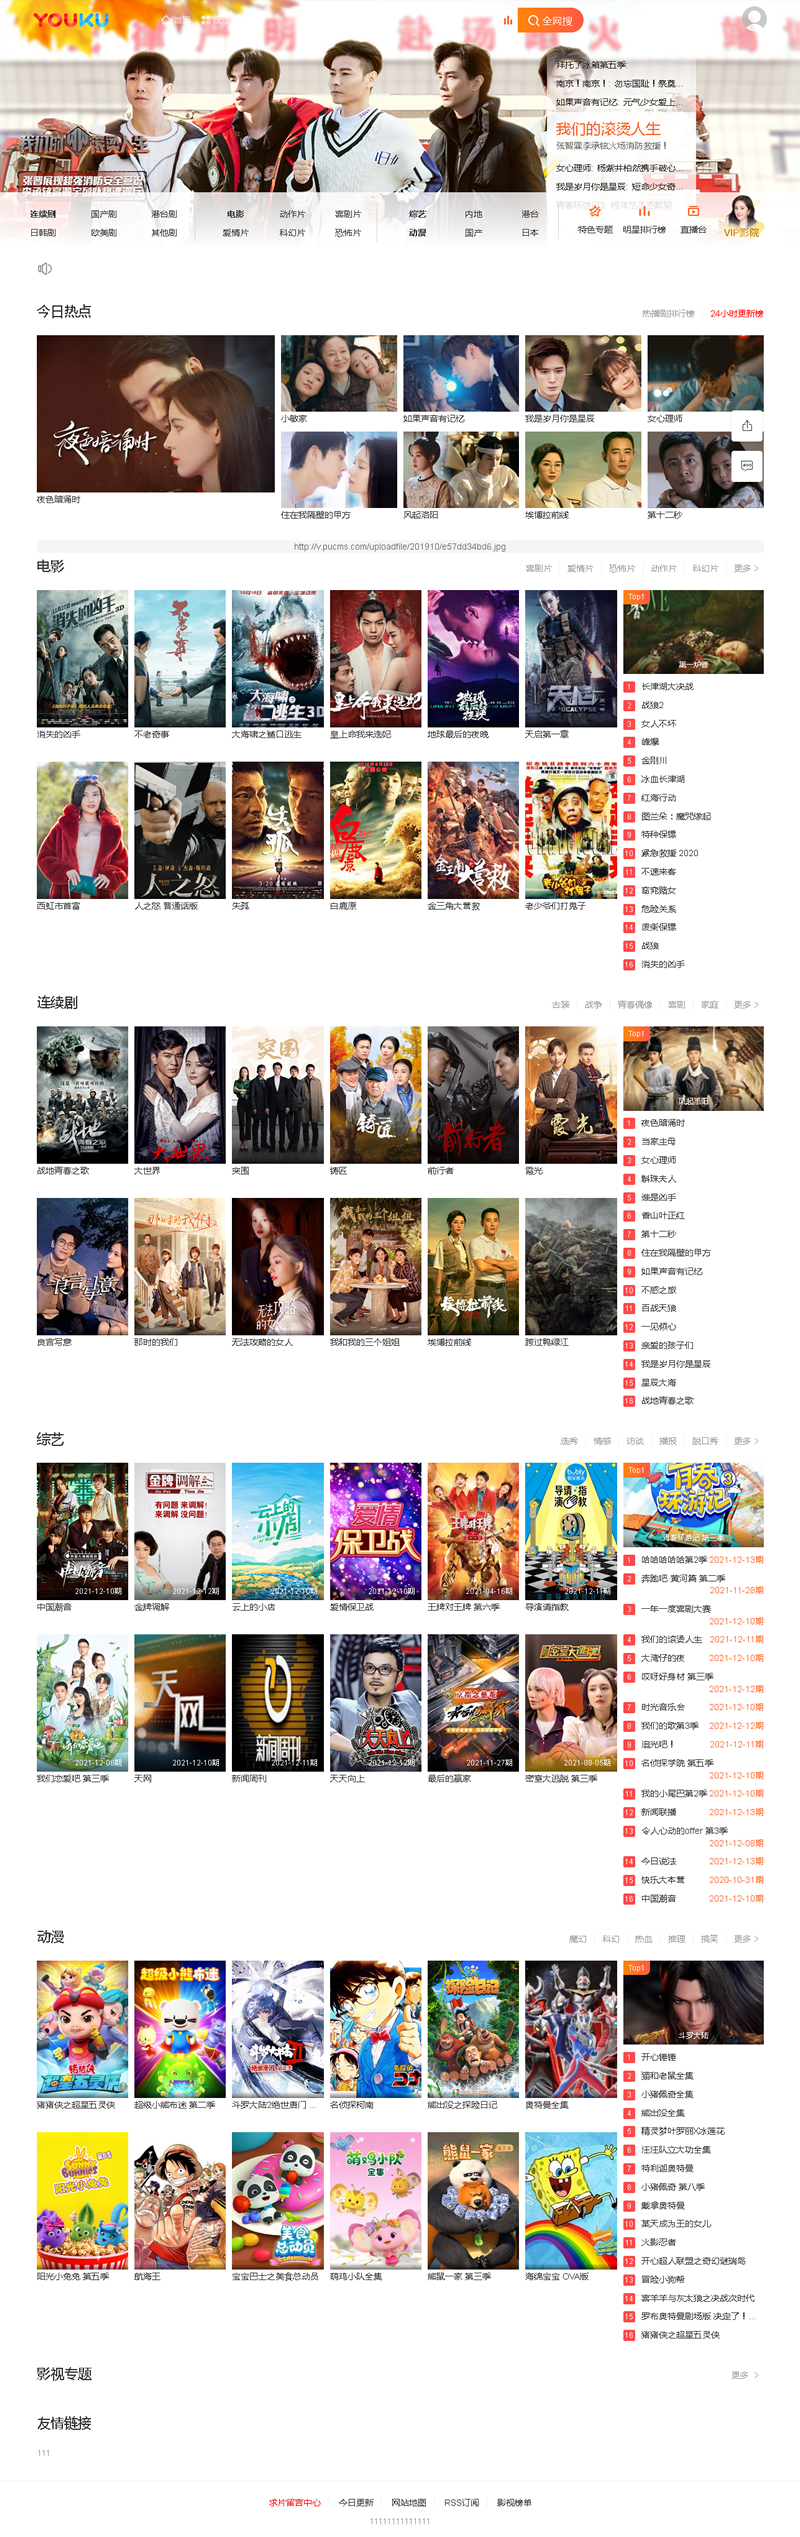 YOUKU
首页
全网搜
拜托了冰箱第五季:
南京！南京！: 勿忘国耻！祭奠...
如果声音有记忆: 元气少女爱上...
我们的滚烫人生
张智霖李承铉火场消防救援！
女心理师: 杨紫井柏然携手破心...
我是岁月你是星辰: 短命少女奇...
连续剧 国产剧 港台剧 电影 动作片 喜剧片 综艺 内地 港台
日韩剧 欧美剧 其他剧 爱情片 科幻片 恐怖片 动漫 国产 日本
特色专题 明星排行榜 直播台 VIP影院
今日热点
热播剧排行榜 24小时更新榜
夜色暗涌时
小敏家
如果声音有记忆
我是岁月你是星辰
女心理师
住在我隔壁的甲方
风起洛阳
埃博拉前线
第十二秒
http://v.pucms.com/uploadfile/201910/e57dd34bd6.jpg
电影
喜剧片 爱情片 恐怖片 动作片 科幻片 更多 >
消失的凶手
不老奇事
大海啸之鲨口逃生
皇上命我来选妃
地球最后的夜晚
天启第一章
西虹市首富
人之怒 普通话版
失孤
白鹿原
金三角大营救
老少爷们打鬼子
Top1
第一炉香
1 长津湖大决战
2 战狼2
3 女人不坏
4 峰爆
5 金刚川
6 冰血长津湖
7 红海行动
8 图兰朵：魔咒缘起
9 特种保镖
10 紧急救援 2020
11 不速来客
12 窈窕赌女
13 危险关系
14 废柴保镖
15 战狼
16 消失的凶手
连续剧
古装 战争 青春偶像 喜剧 家庭 更多 >
战地青春之歌
大世界
突围
铸匠
前行者
霞光
良言写意
那时的我们
无法攻略的女人
我和我的三个姐姐
埃博拉前线
跨过鸭绿江
Top1
风起洛阳
1 夜色暗涌时
2 当家主母
3 女心理师
4 斛珠夫人
5 谁是凶手
6 香山叶正红
7 第十二秒
8 住在我隔壁的甲方
9 如果声音有记忆
10 不惑之旅
11 百战天狼
12 一见倾心
13 亲爱的孩子们
14 我是岁月你是星辰
15 星辰大海
16 战地青春之歌
综艺
选秀 情感 访谈 播报 脱口秀 更多 >
2021-12-10期
中国潮音
2021-12-12期
金牌调解
2021-12-10期
云上的小店
2021-12-10期
爱情保卫战
2021-04-16期
王牌对王牌 第六季
2021-12-11期
导演请指教
2021-12-08期
我们恋爱吧 第三季
2021-12-10期
天网
2021-12-11期
新闻周刊
2021-12-12期
天天向上
2021-11-27期
最后的赢家
2021-08-05期
密室大逃脱 第三季
Top1
青春环游记 第三季
1 哈哈哈哈哈第2季 2021-12-13期
2 奔跑吧·黄河篇 第二季
2021-11-28期
3 一年一度喜剧大赛
2021-12-10期
4 我们的滚烫人生 2021-12-11期
5 大湾仔的夜 2021-12-10期
6 哎呀好身材 第三季
2021-12-12期
7 时光音乐会 2021-12-10期
8 我们的歌第3季 2021-12-12期
9 追光吧！ 2021-12-11期
10 名侦探学院 第五季
2021-12-10期
11 我的小尾巴第2季 2021-12-10期
12 新闻联播 2021-12-13期
13 令人心动的offer 第3季
2021-12-08期
14 今日说法 2021-12-13期
15 快乐大本营 2020-10-31期
16 中国潮音 2021-12-10期
动漫
魔幻 科幻 热血 推理 搞笑 更多 >
猪猪侠之超星五灵侠
超级小熊布迷 第二季
斗罗大陆2绝世唐门 ...
名侦探柯南
熊出没之探险日记
奥特曼全集
阳光小兔兔 第五季
航海王
宝宝巴士之美食总动员
萌鸡小队全集
熊鼠一家 第三季
海绵宝宝 OVA版
Top1
斗罗大陆
1 开心锤锤
2 猫和老鼠全集
3 小猪佩奇全集
4 熊出没全集
5 精灵梦叶罗丽X冰莲花
6 汪汪队立大功全集
7 特利迦奥特曼
8 小猪佩奇 第八季
9 戴拿奥特曼
10 某天成为王的女儿
11 火影忍者
12 开心超人联盟之奇幻谜琦岛
13 冒险小狗帮
14 喜羊羊与灰太狼之决战次时代
15 罗布奥特曼剧场版 决定了！...
16 猪猪侠之超星五灵侠
影视专题
更多 >
友情链接
111
求片留言中心 今日更新 网站地图 RSS订阅 影视榜单
11111111111111